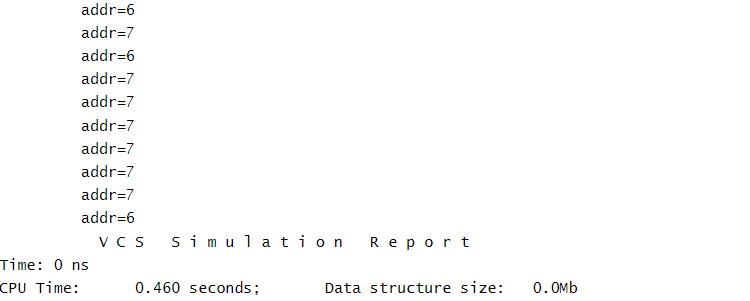 addr=6
addr=7
addr=6
addr=7
addr=7
addr=7
addr=7
addr=7
addr=7
addr=6
V C S   S i m u l a t i o n   R e p o r t
Time: 0 ns
CPU Time:      0.460 seconds;       Data structure size:   0.0Mb